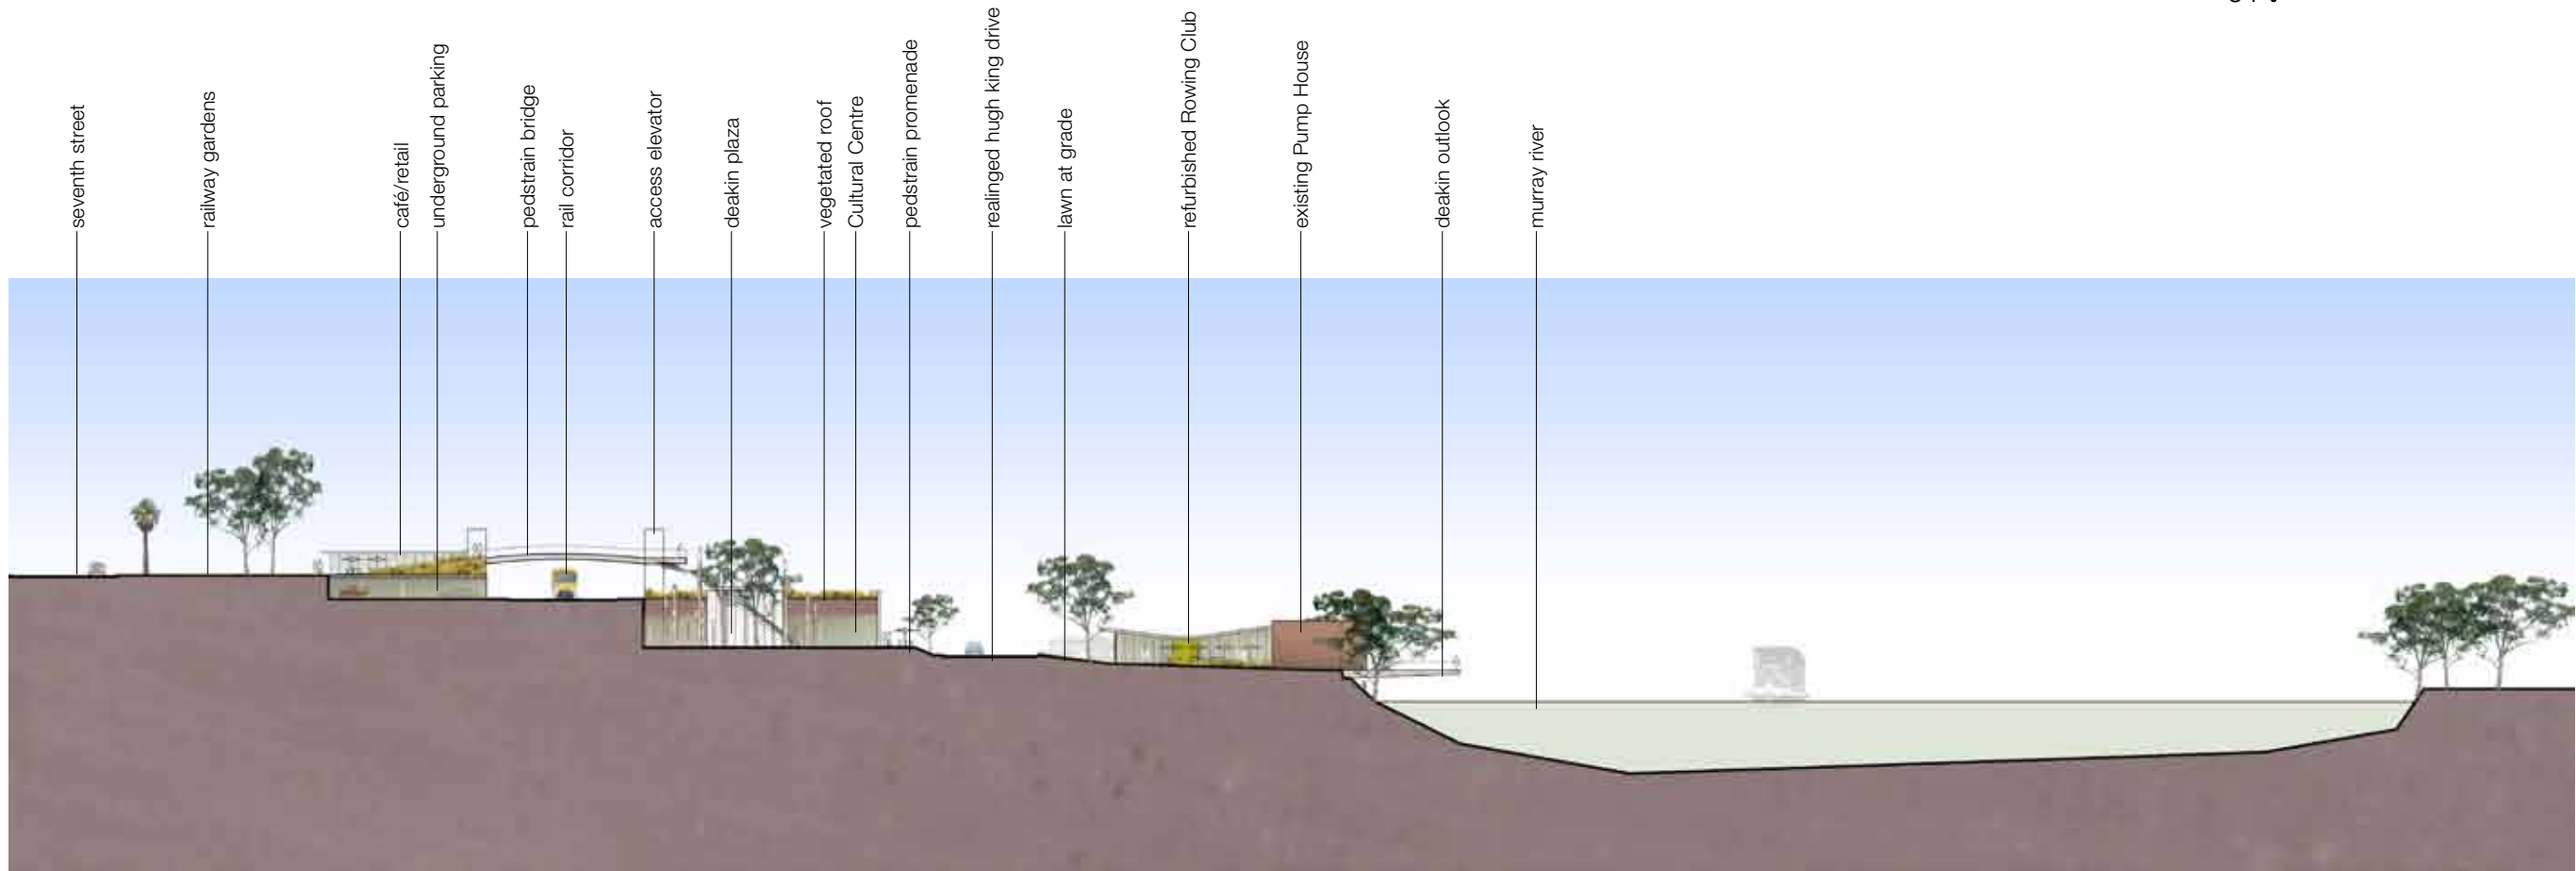 seventh street
railway gardens
café/retail
underground parking
pedstrain bridge
rail corridor
access elevator
deakin plaza
vegetated roof
Cultural Centre
pedstrain promenade
realinged hugh king drive
lawn at grade
refurbished Rowing Club
existing Pump House
deakin outlook
murray river